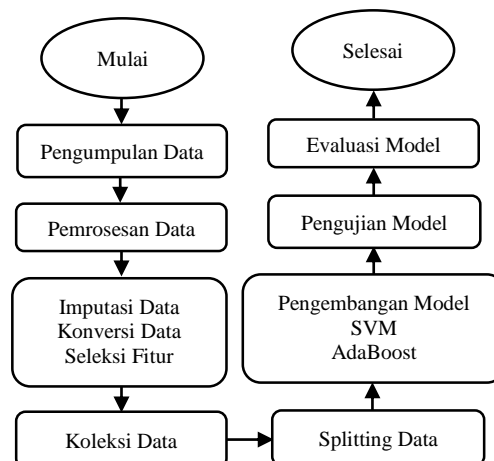 Mulai
Pengumpulan Data
Pemrosesan Data
Imputasi Data
Konversi Data
Seleksi Fitur
Koleksi Data
Splitting Data
Pengembangan Model
SVM
AdaBoost
Pengujian Model
Evaluasi Model
Selesai